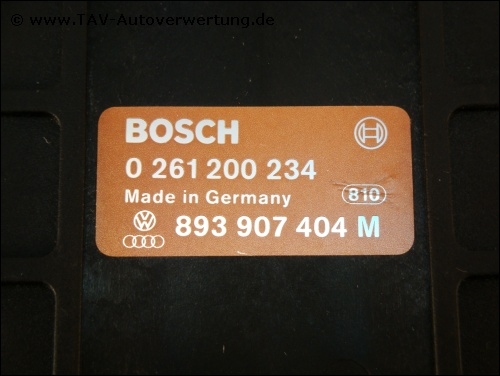 © www.TAV-Autoverwertung.de
BOSCH
0 261 200 234
Made in Germany 810
893 907 404 M